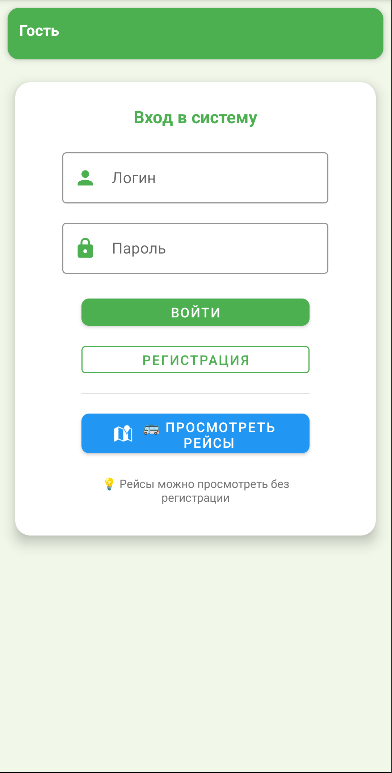 Гость
Вход в систему
Логин
Пароль
ВОЙТИ
РЕГИСТРАЦИЯ
🚌 ПРОСМОТРЕТЬ
РЕЙСЫ
💡 Рейсы можно просмотреть без
регистрации